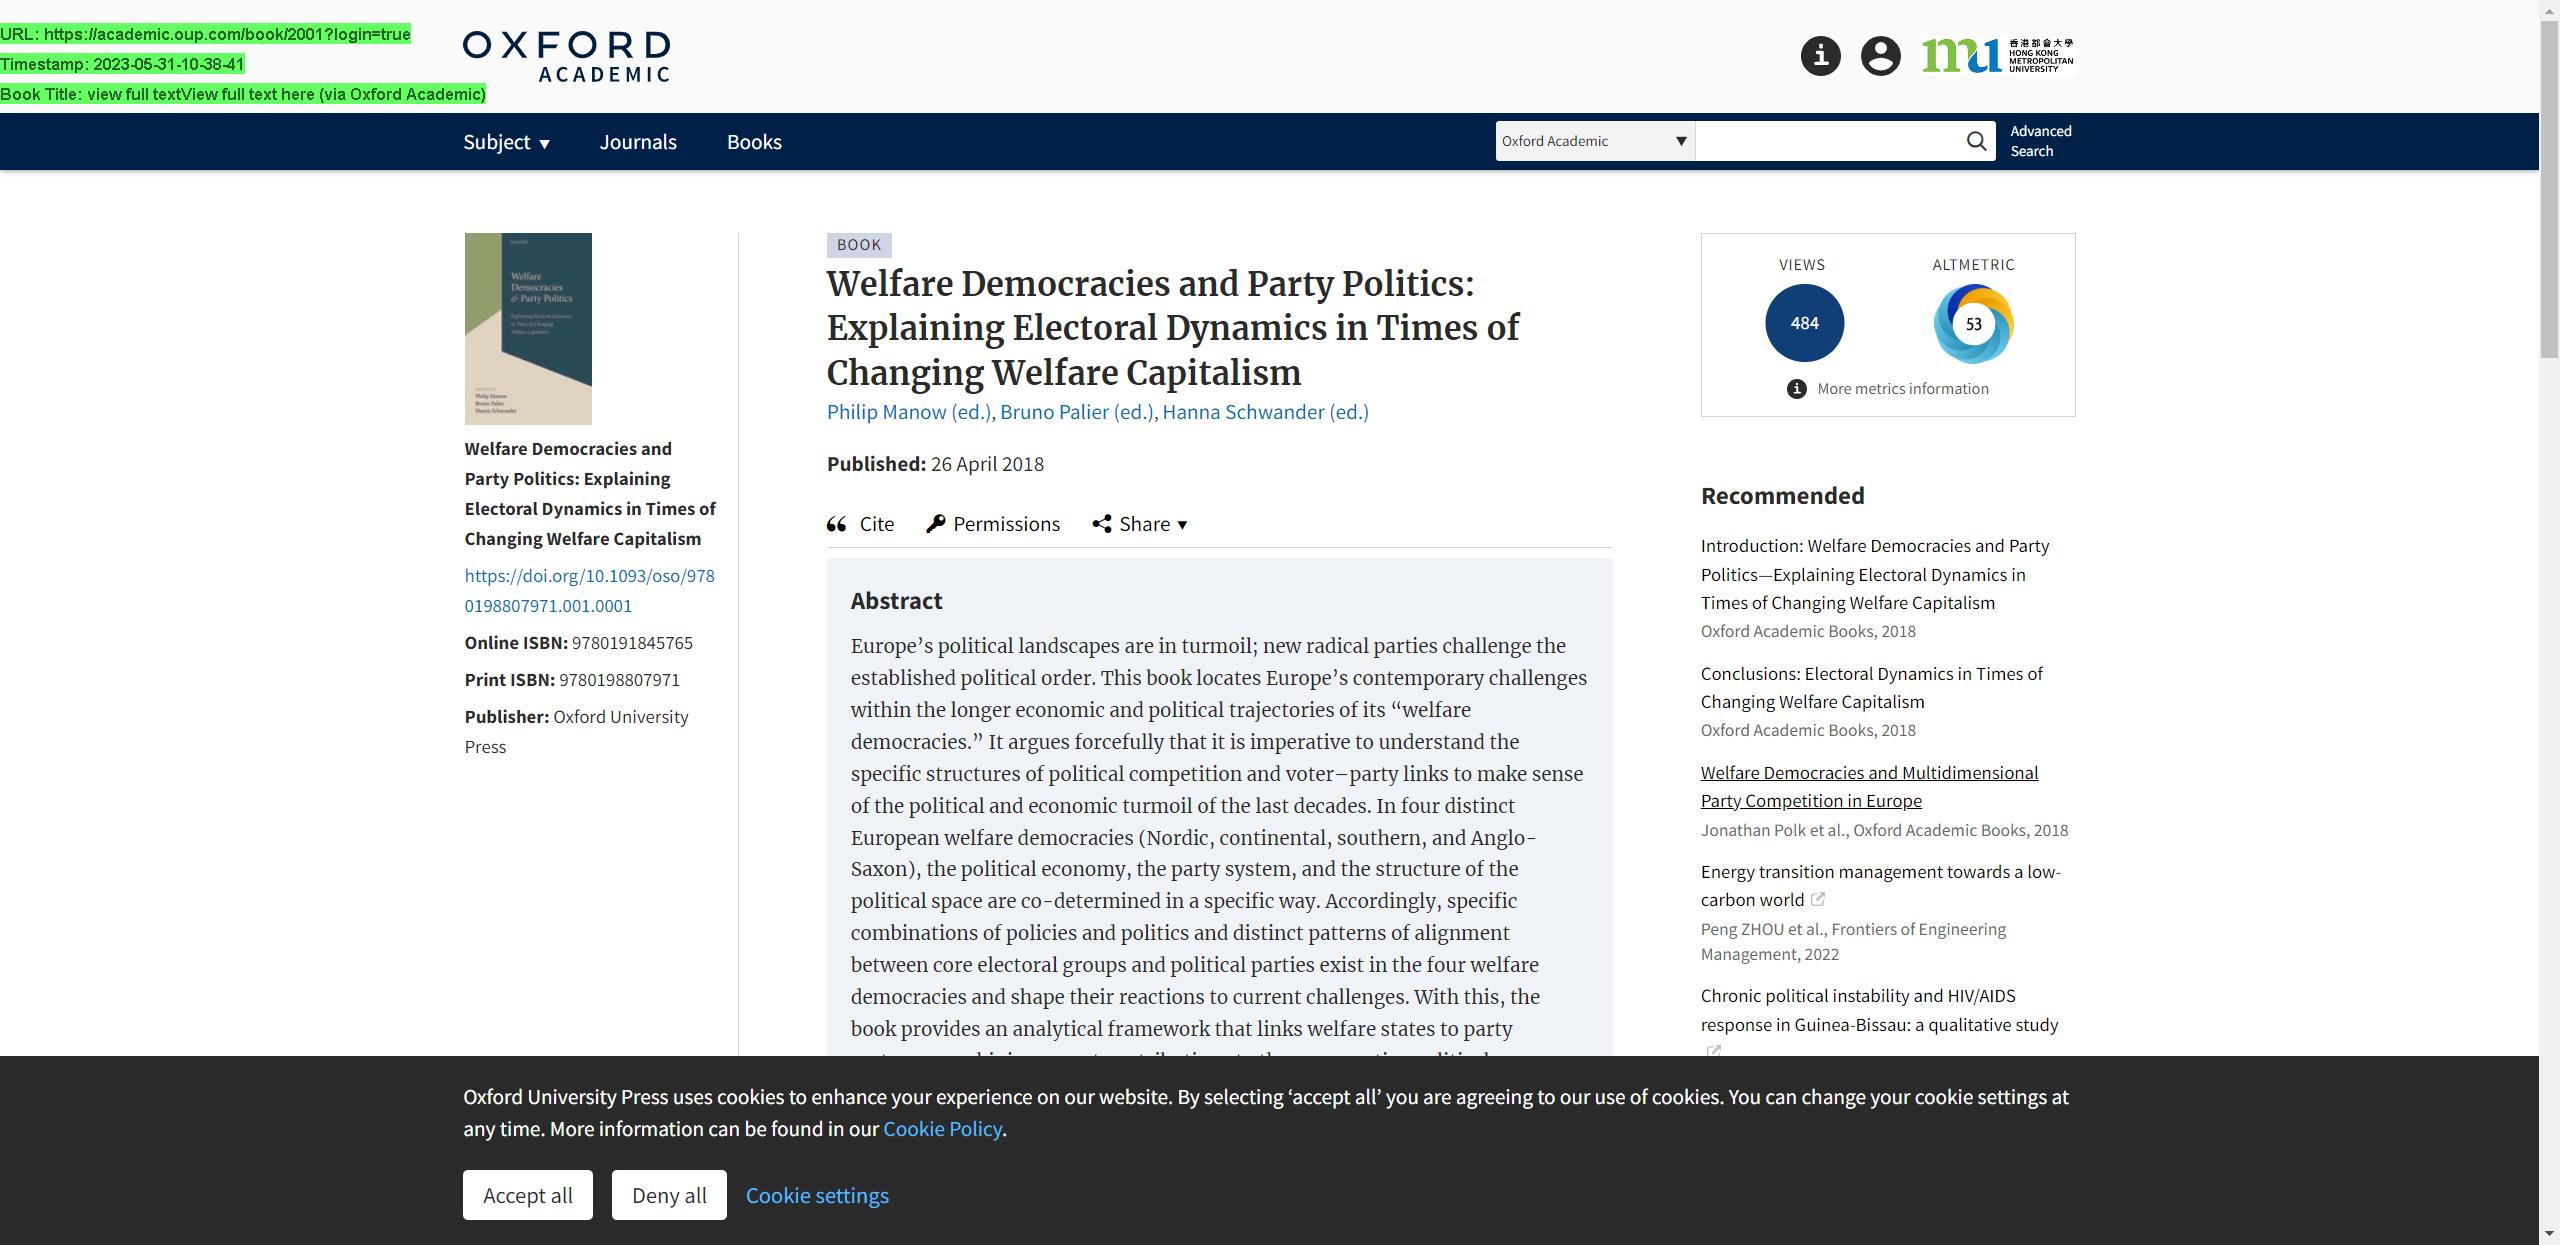 URL: https://academic.oup.com/book/2001?login=true
Timestamp: 2023-05-31-10-38-41
Book Title: view full textView full text here (via Oxford Academic)
OXFORD
ACADEMIC
mu
香港都會大學
HONG KONG
METROPOLITAN
UNIVERSITY
Subject ▼
Journals
Books
Oxford Academic ▼
Advanced
Search
Welfare
Democracies
& Party Politics
Explaining Electoral Dynamics
in Times of Changing
Welfare Capitalism
Philip Manow
Bruno Palier
Hanna Schwander
Welfare Democracies and
Party Politics: Explaining
Electoral Dynamics in Times of
Changing Welfare Capitalism
https://doi.org/10.1093/oso/978
0198807971.001.0001
Online ISBN: 9780191845765
Print ISBN: 9780198807971
Publisher: Oxford University
Press
BOOK
Welfare Democracies and Party Politics:
Explaining Electoral Dynamics in Times of
Changing Welfare Capitalism
Philip Manow (ed.), Bruno Palier (ed.), Hanna Schwander (ed.)
Published: 26 April 2018
Cite
Permissions
Share ▼
Abstract
Europe’s political landscapes are in turmoil; new radical parties challenge the
established political order. This book locates Europe’s contemporary challenges
within the longer economic and political trajectories of its “welfare
democracies.” It argues forcefully that it is imperative to understand the
specific structures of political competition and voter–party links to make sense
of the political and economic turmoil of the last decades. In four distinct
European welfare democracies (Nordic, continental, southern, and Anglo-
Saxon), the political economy, the party system, and the structure of the
political space are co-determined in a specific way. Accordingly, specific
combinations of policies and politics and distinct patterns of alignment
between core electoral groups and political parties exist in the four welfare
democracies and shape their reactions to current challenges. With this, the
book provides an analytical framework that links welfare states to party
VIEWS
484
ALTMETRIC
53
More metrics information
Recommended
Introduction: Welfare Democracies and Party
Politics—Explaining Electoral Dynamics in
Times of Changing Welfare Capitalism
Oxford Academic Books, 2018
Conclusions: Electoral Dynamics in Times of
Changing Welfare Capitalism
Oxford Academic Books, 2018
Welfare Democracies and Multidimensional
Party Competition in Europe
Jonathan Polk et al., Oxford Academic Books, 2018
Energy transition management towards a low-
carbon world
Peng ZHOU et al., Frontiers of Engineering
Management, 2022
Chronic political instability and HIV/AIDS
response in Guinea-Bissau: a qualitative study
Oxford University Press uses cookies to enhance your experience on our website. By selecting ‘accept all’ you are agreeing to our use of cookies. You can change your cookie settings at
any time. More information can be found in our Cookie Policy.
Accept all
Deny all
Cookie settings